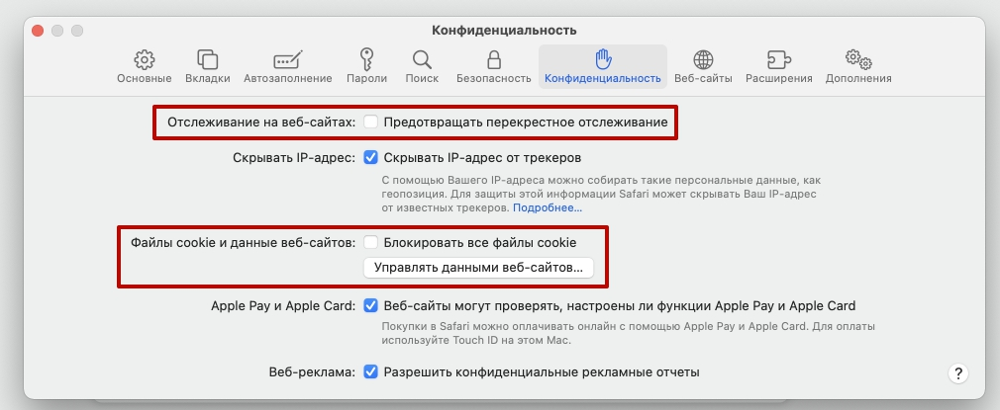 Конфиденциальность
Основные Вкладки Автозаполнение Пароли Поиск Безопасность Конфиденциальность Веб-сайты Расширения Дополнения
Отслеживание на веб-сайтах: Предотвращать перекрестное отслеживание
Скрывать IP-адрес: Скрывать IP-адрес от трекеров
С помощью Вашего IP-адреса можно собирать такие персональные данные, как
геопозиция. Для защиты этой информации Safari может скрывать Ваш IP-адрес
от известных трекеров. Подробнее...
Файлы cookie и данные веб-сайтов: Блокировать все файлы cookie
Управлять данными веб-сайтов...
Apple Pay и Apple Card: Веб-сайты могут проверять, настроены ли функции Apple Pay и Apple Card
Покупки в Safari можно оплачивать онлайн с помощью Apple Pay и Apple Card. Для оплаты
используйте Touch ID на этом Mac.
Веб-реклама: Разрешить конфиденциальные рекламные отчеты
?